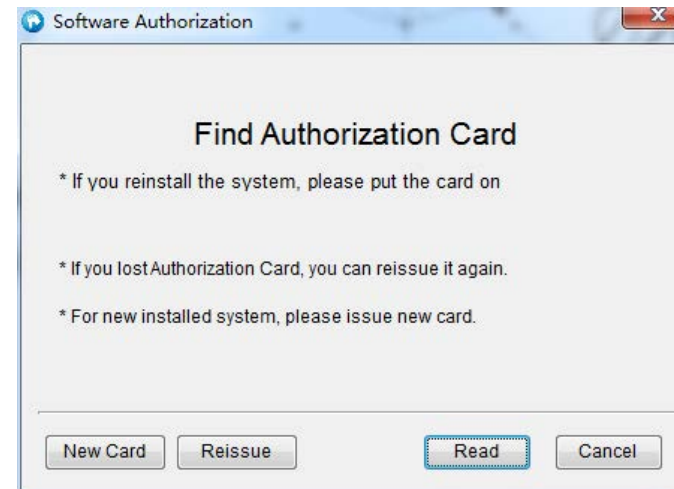 Software Authorization
Find Authorization Card
* If you reinstall the system, please put the card on
* If you lost Authorization Card, you can reissue it again.
* For new installed system, please issue new card.
New Card Reissue Read Cancel